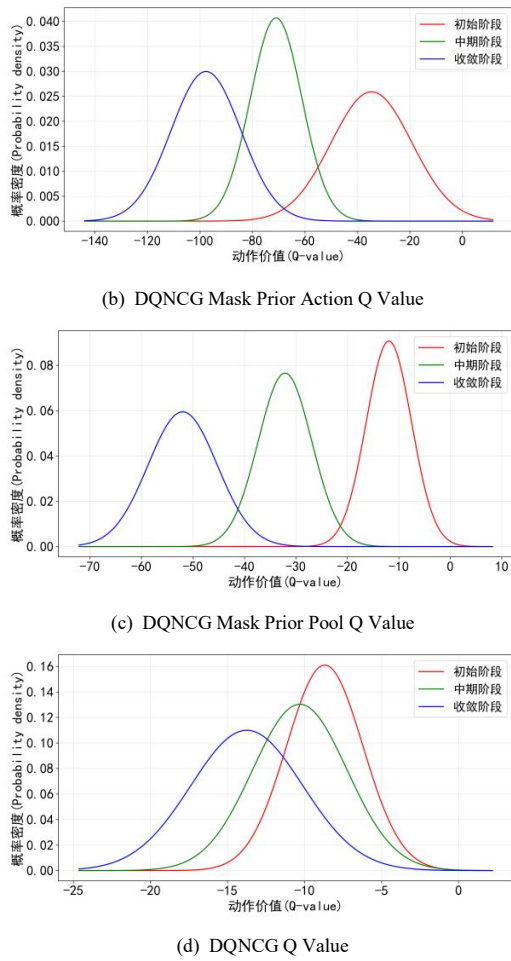 0.040
0.035
0.030
0.025
0.020
0.015
0.010
0.005
0.000
概率密度(Probability density)
初始阶段
中期阶段
收敛阶段
-140 -120 -100 -80 -60 -40 -20 0
动作价值(Q-value)
(b) DQNCG Mask Prior Action Q Value
0.08
0.06
0.04
0.02
0.00
概率密度(Probability density)
初始阶段
中期阶段
收敛阶段
-70 -60 -50 -40 -30 -20 -10 0 10
动作价值(Q-value)
(c) DQNCG Mask Prior Pool Q Value
0.16
0.14
0.12
0.10
0.08
0.06
0.04
0.02
0.00
概率密度(Probability density)
初始阶段
中期阶段
收敛阶段
-25 -20 -15 -10 -5 0
动作价值(Q-value)
(d) DQNCG Q Value